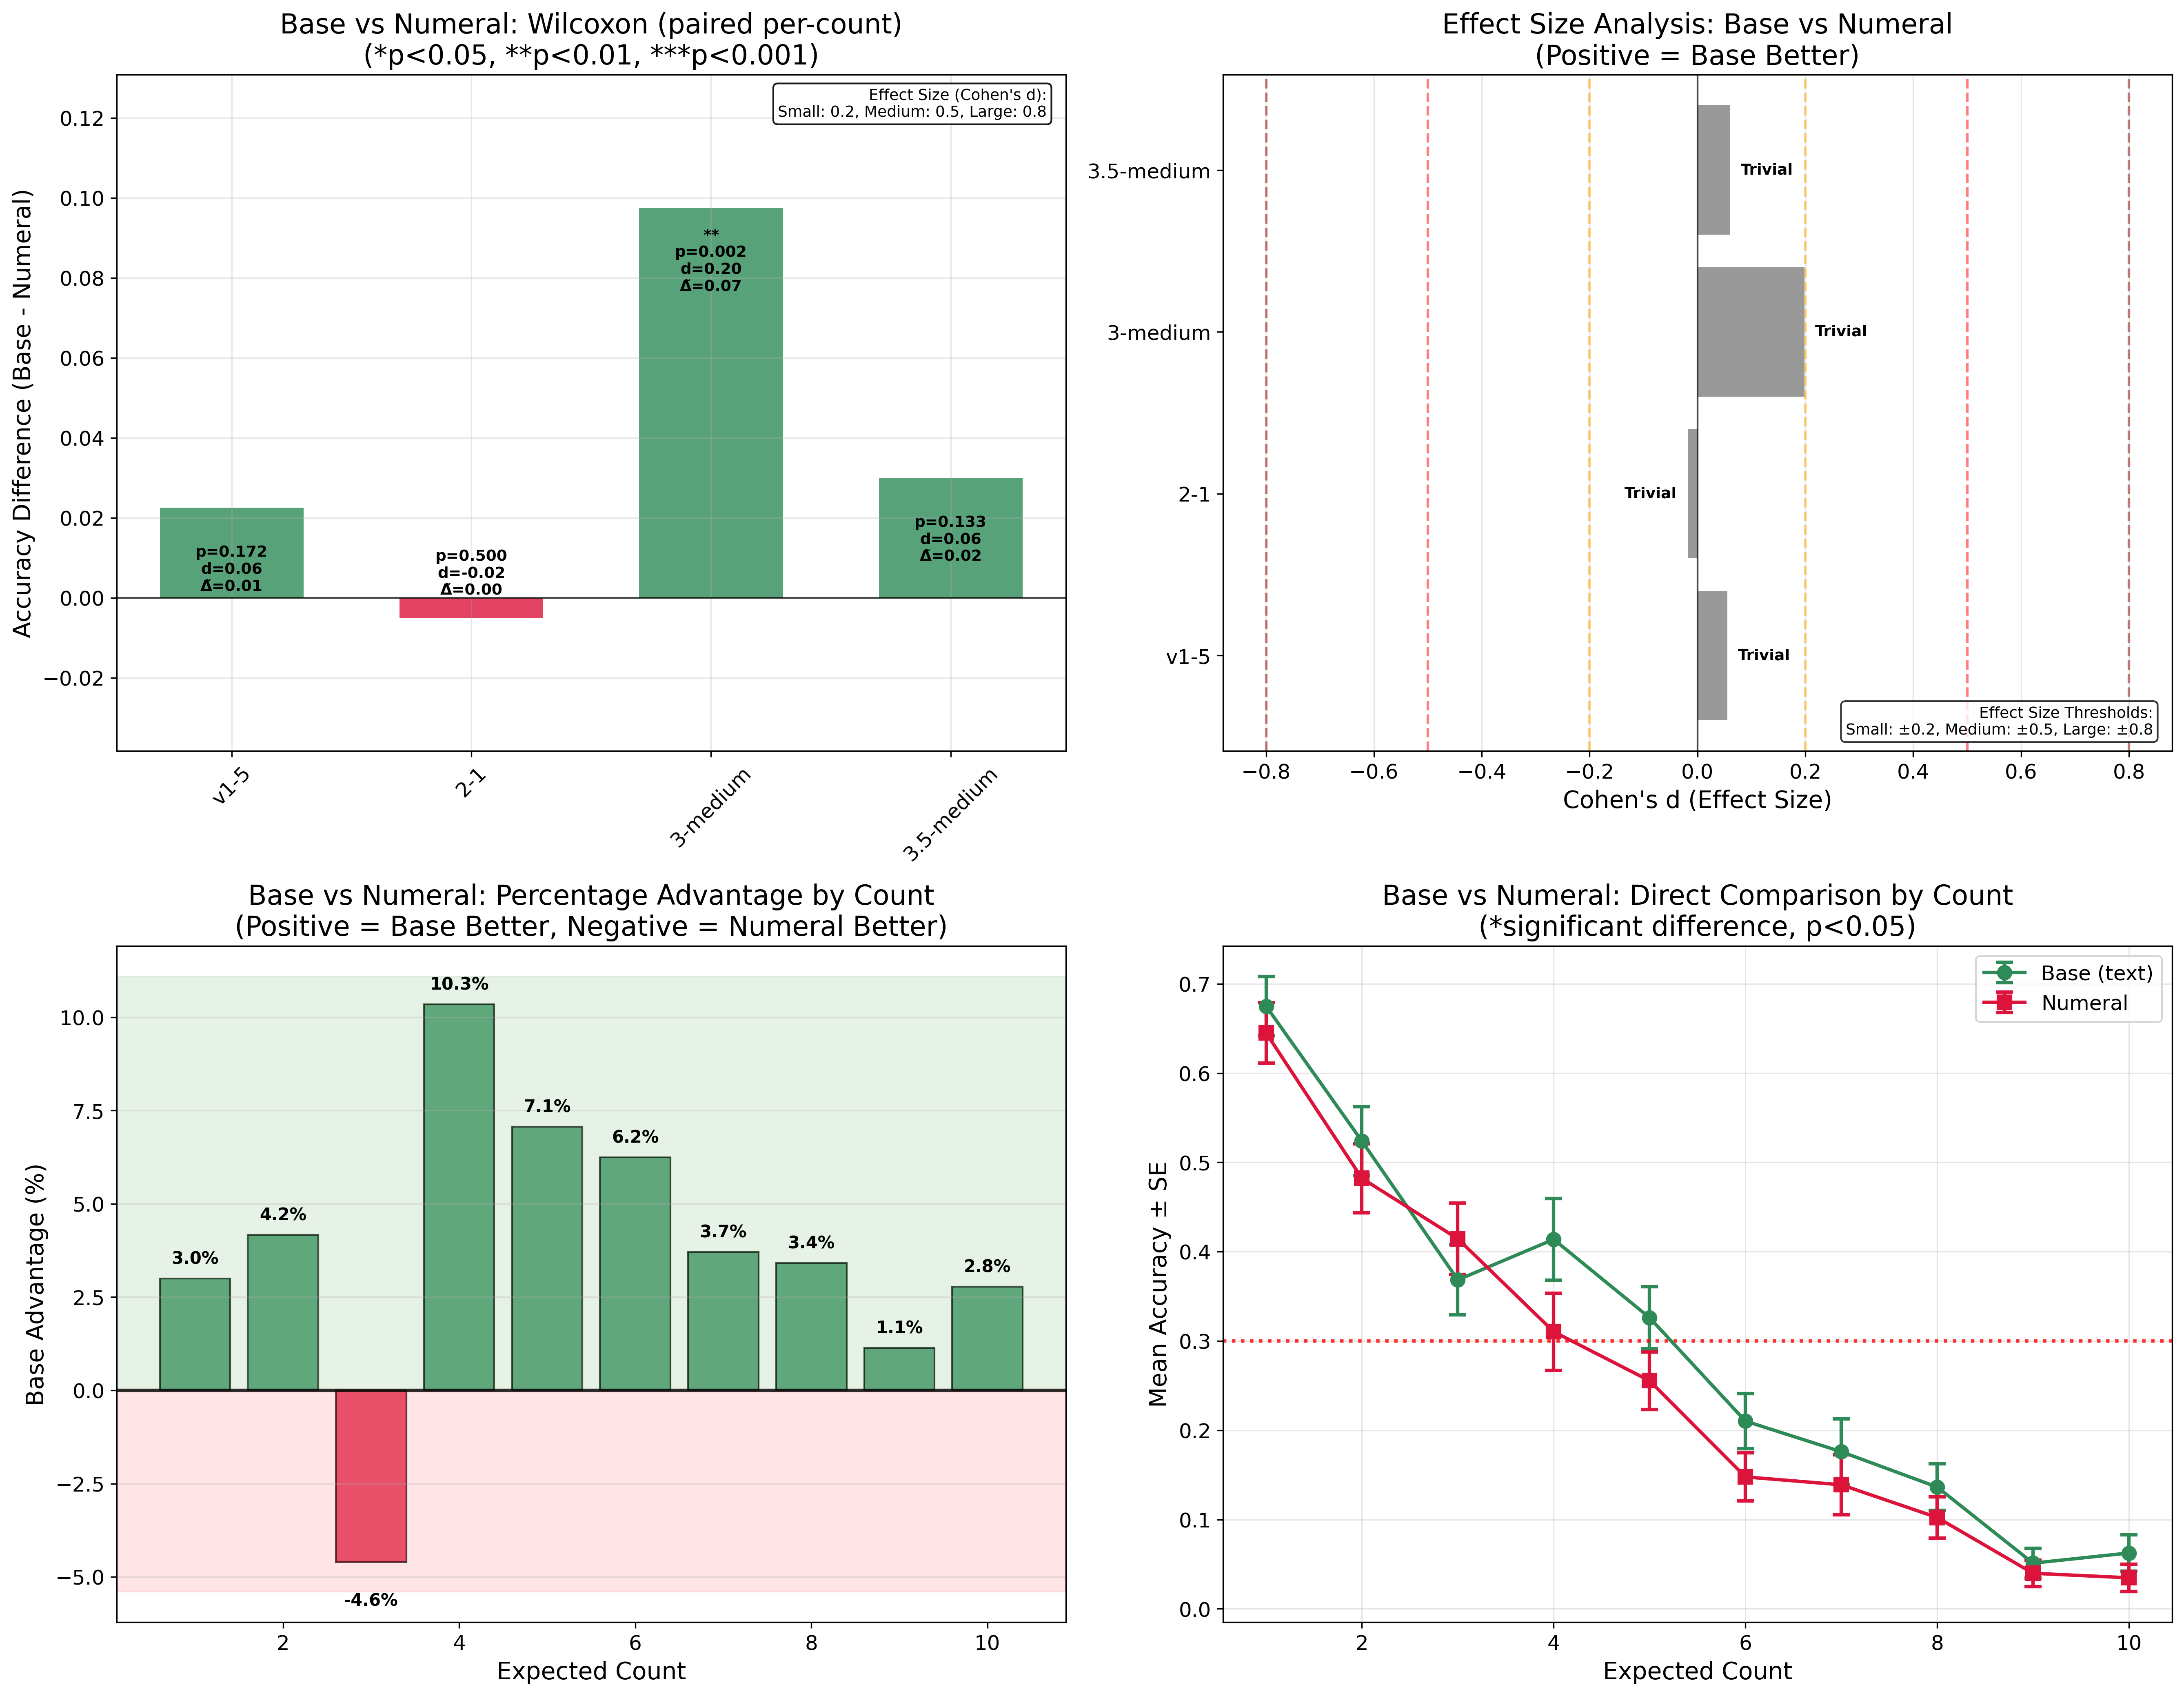 Base vs Numeral: Wilcoxon (paired per-count)
(*p<0.05, **p<0.01, ***p<0.001)
Effect Size (Cohen's d):
Small: 0.2, Medium: 0.5, Large: 0.8
Accuracy Difference (Base - Numeral)
0.12
0.10
0.08
0.06
0.04
0.02
0.00
−0.02
p=0.172
d=0.06
Δ̃=0.01
p=0.500
d=-0.02
Δ̃=0.00
**
p=0.002
d=0.20
Δ̃=0.07
p=0.133
d=0.06
Δ̃=0.02
v1-5
2-1
3-medium
3.5-medium
Effect Size Analysis: Base vs Numeral
(Positive = Base Better)
3.5-medium
3-medium
2-1
v1-5
Trivial
Trivial
Trivial
Trivial
Effect Size Thresholds:
Small: ±0.2, Medium: ±0.5, Large: ±0.8
−0.8
−0.6
−0.4
−0.2
0.0
0.2
0.4
0.6
0.8
Cohen's d (Effect Size)
Base vs Numeral: Percentage Advantage by Count
(Positive = Base Better, Negative = Numeral Better)
Base Advantage (%)
10.0
7.5
5.0
2.5
0.0
−2.5
−5.0
3.0%
4.2%
-4.6%
10.3%
7.1%
6.2%
3.7%
3.4%
1.1%
2.8%
2
4
6
8
10
Expected Count
Base vs Numeral: Direct Comparison by Count
(*significant difference, p<0.05)
Base (text)
Numeral
Mean Accuracy ± SE
0.7
0.6
0.5
0.4
0.3
0.2
0.1
0.0
2
4
6
8
10
Expected Count